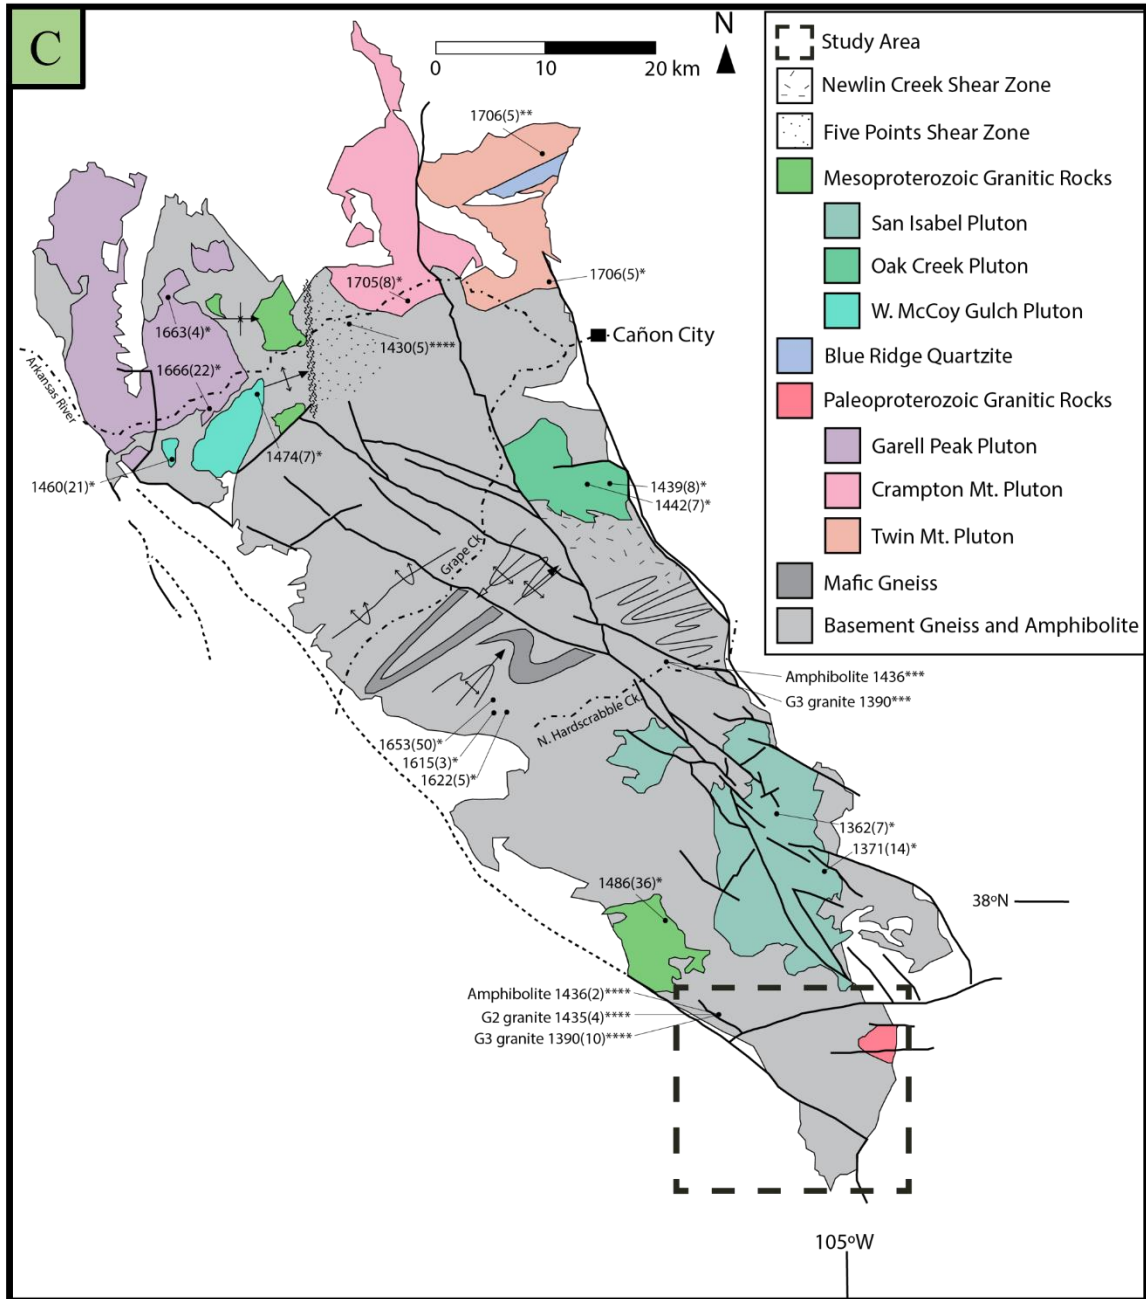 C
N
0 10 20 km
1706(5)**
1706(5)*
1705(8)*
1663(4)*
1430(5)****
Cañon City
1666(22)*
Arkansas River
1474(7)*
1460(21)*
1439(8)*
1442(7)*
Grape Ck.
Amphibolite 1436***
G3 granite 1390***
N. Hardscrabble Ck.
1653(50)*
1615(3)*
1622(5)*
1362(7)*
1371(14)*
1486(36)*
38ºN
Amphibolite 1436(2)****
G2 granite 1435(4)****
G3 granite 1390(10)****
105ºW
Study Area
Newlin Creek Shear Zone
Five Points Shear Zone
Mesoproterozoic Granitic Rocks
San Isabel Pluton
Oak Creek Pluton
W. McCoy Gulch Pluton
Blue Ridge Quartzite
Paleoproterozoic Granitic Rocks
Garell Peak Pluton
Crampton Mt. Pluton
Twin Mt. Pluton
Mafic Gneiss
Basement Gneiss and Amphibolite